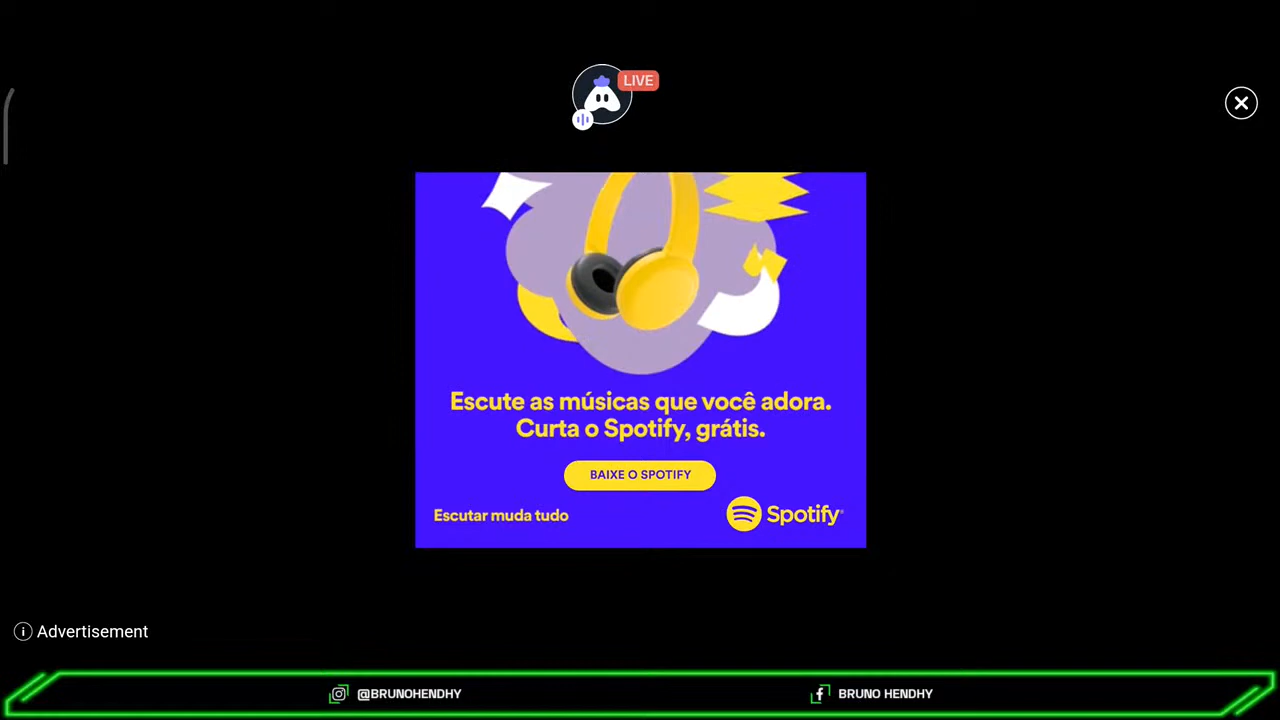 LIVE
Escute as músicas que você adora.
Curta o Spotify, grátis.
BAIXE O SPOTIFY
Escutar muda tudo
Spotify®
Advertisement
@BRUNOHENDHY
BRUNO HENDHY